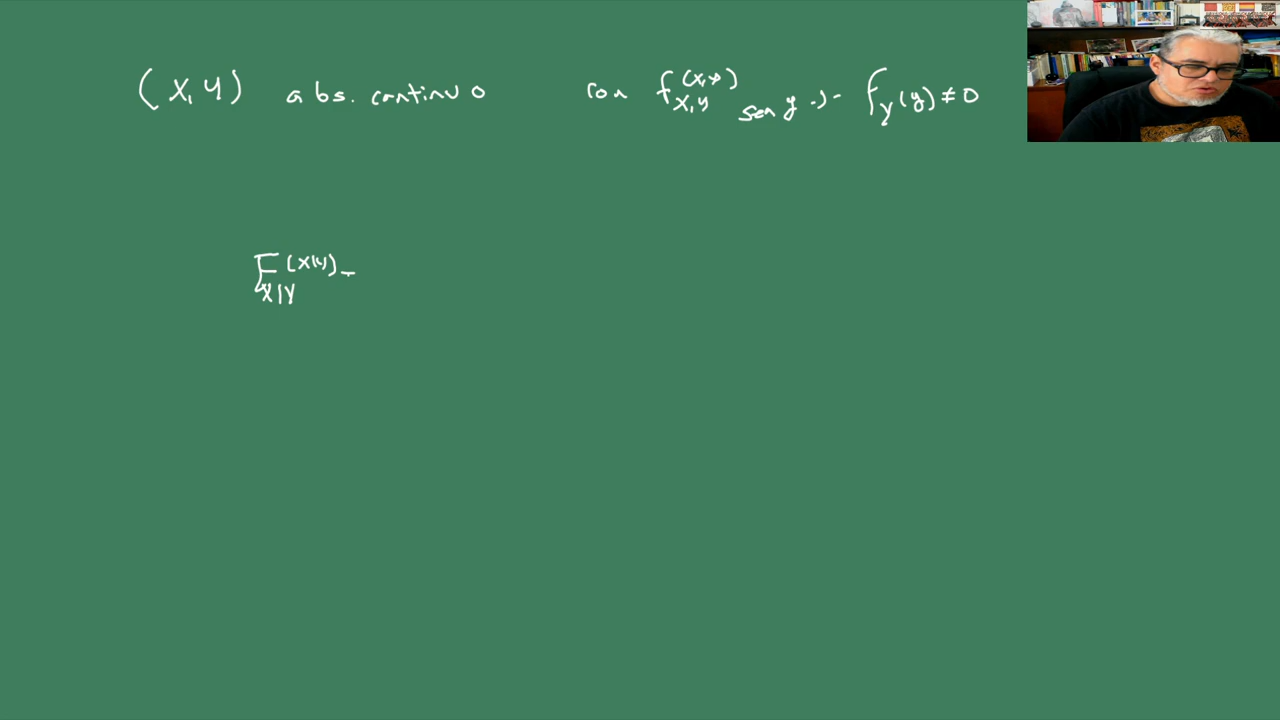 (X, Y) abs. continuo con f_{X,Y}(x,y) sea y ·)· f_Y(y) ≠ 0
F_{X|Y}(x|y) =